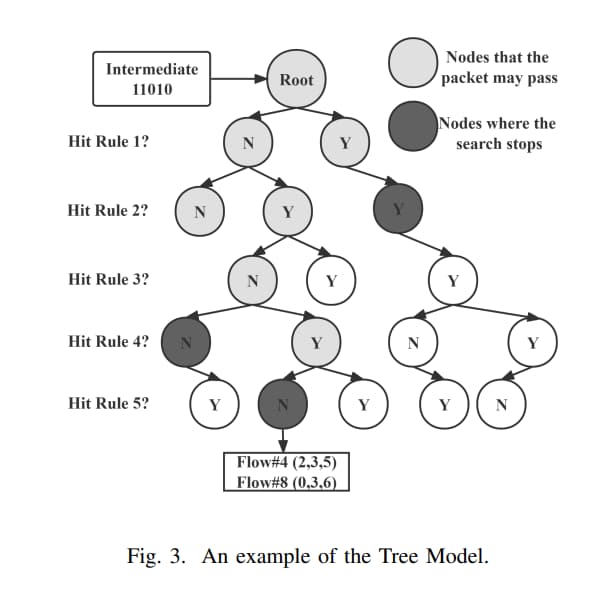 Intermediate
11010
Root
Nodes that the
packet may pass
Nodes where the
search stops
Hit Rule 1?
N
Y
Hit Rule 2?
N
Y
Y
Hit Rule 3?
N
Y
Y
Hit Rule 4?
N
Y
N
Y
Hit Rule 5?
Y
N
Y
Y
N
Flow#4 (2,3,5)
Flow#8 (0,3,6)
Fig. 3. An example of the Tree Model.